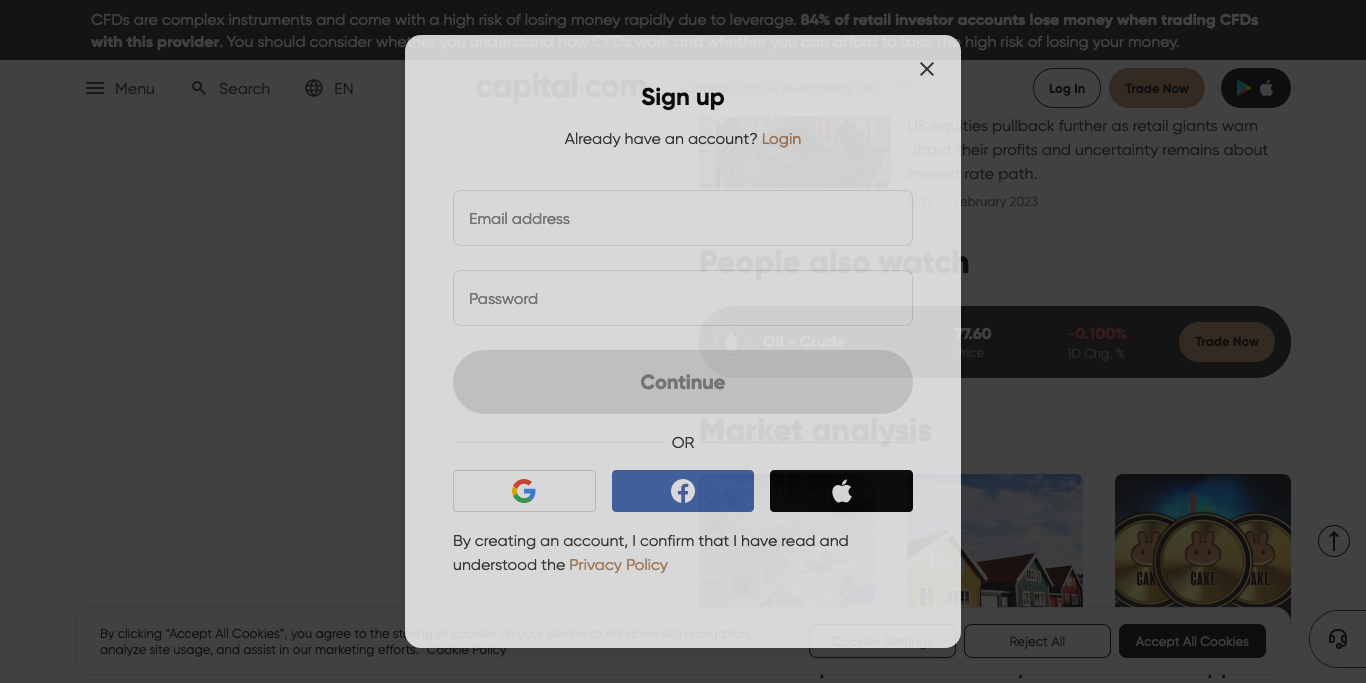 CFDs are complex instruments and come with a high risk of losing money rapidly due to leverage. 84% of retail investor accounts lose money when trading CFDs
with this provider. You should consider whether you understand how CFDs work and whether you can afford to take the high risk of losing your money.
Menu
Search
EN
capital.com
Log In
Trade Now
Sign up
Already have an account? Login
US equities pullback further as retail giants warn
about their profits and uncertainty remains about
interest rate path.
February 2023
Email address
People also watch
Password
Oil - Crude
77.60
Price
-0.100%
1D Chg, %
Trade Now
Continue
Market analysis
OR
By creating an account, I confirm that I have read and
understood the Privacy Policy
CAKE
CAKE
CAKE
By clicking “Accept All Cookies”, you agree to the storing of cookies on your device to enhance site navigation,
analyze site usage, and assist in our marketing efforts. Cookie Policy
Cookies Settings
Reject All
Accept All Cookies